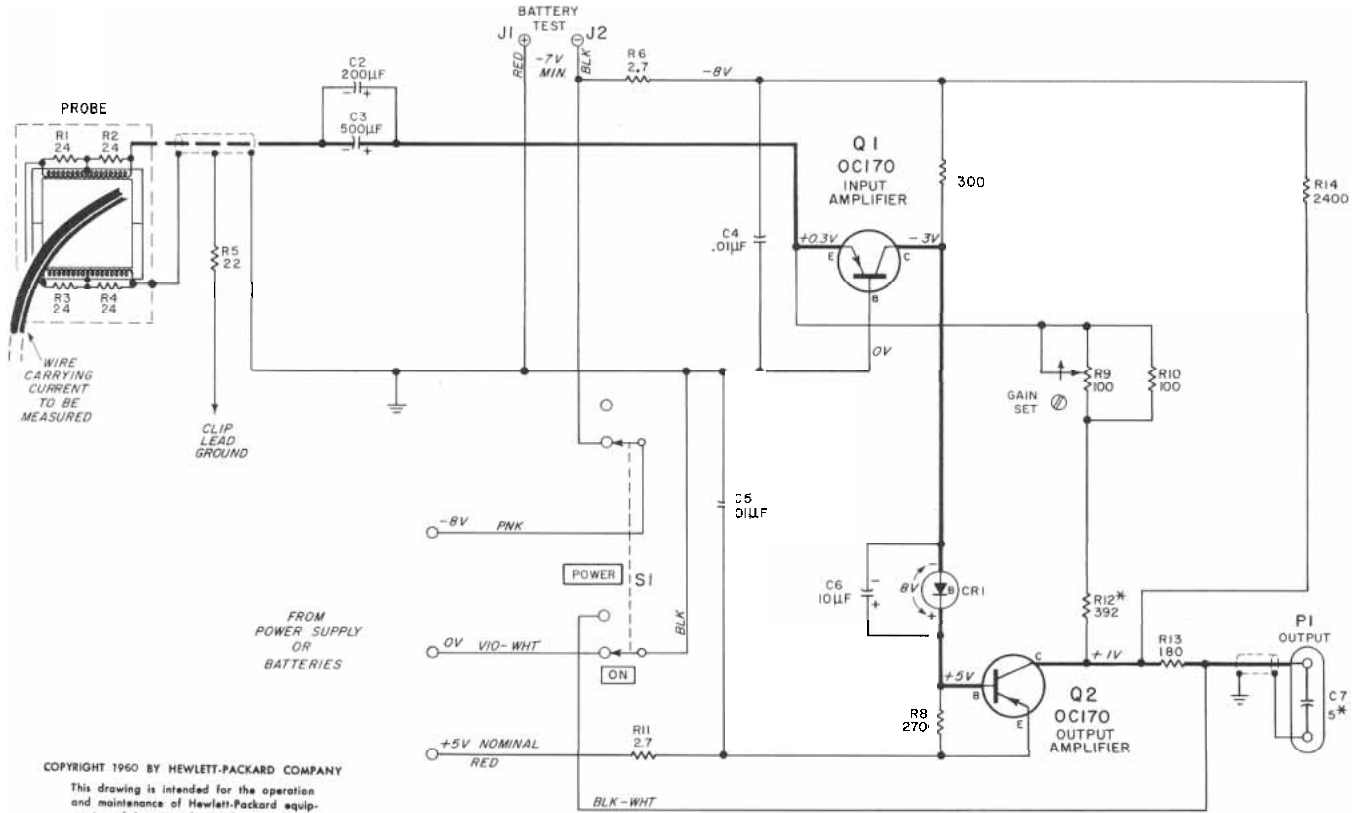 BATTERY
TEST
J1
+
−
J2
RED
-7V
MIN.
BLK
R6
2.7
-8V
C2
200µF
-
+
C3
500µF
-
+
PROBE
R1
24
R2
24
R3
24
R4
24
R5
22
WIRE
CARRYING
CURRENT
TO BE
MEASURED
CLIP
LEAD
GROUND
Q1
OC170
INPUT
AMPLIFIER
300
R14
2400
C4
.01µF
+0.3V
-3V
E
C
B
0V
GAIN
SET
R9
100
R10
100
C5
.01µF
-8V
PNK
POWER
S1
BLK
FROM
POWER SUPPLY
OR
BATTERIES
0V
VIO-WHT
ON
C6
10µF
-
+
8V
-
+
B
CR1
R12*
392
P1
OUTPUT
R13
180
+1V
C
+5V
B
E
Q2
OC170
OUTPUT
AMPLIFIER
C7
5*
R8
270
+5V NOMINAL
RED
R11
2.7
BLK-WHT
COPYRIGHT 1960 BY HEWLETT-PACKARD COMPANY
This drawing is intended for the operation
and maintenance of Hewlett-Packard equip-